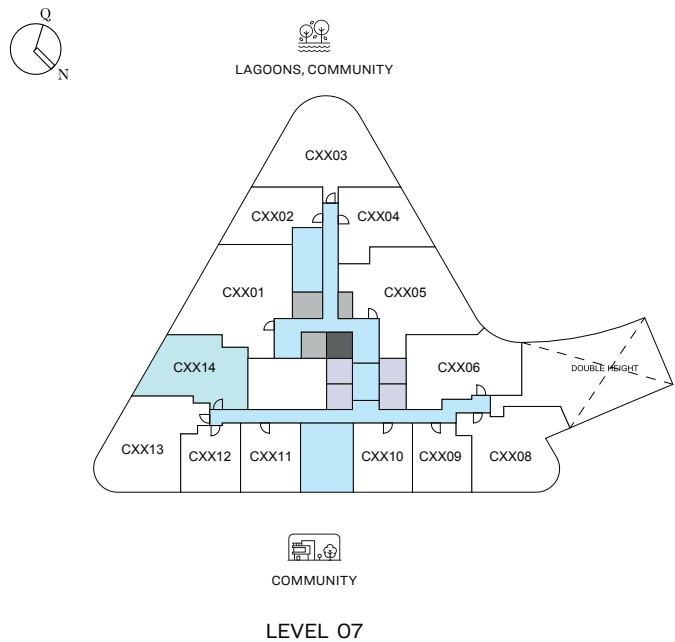 Q
N
LAGOONS, COMMUNITY
CXX03
CXX02
CXX04
CXX01
CXX05
CXX14
CXX06
DOUBLE HEIGHT
CXX13
CXX12
CXX11
CXX10
CXX09
CXX08
COMMUNITY
LEVEL 07